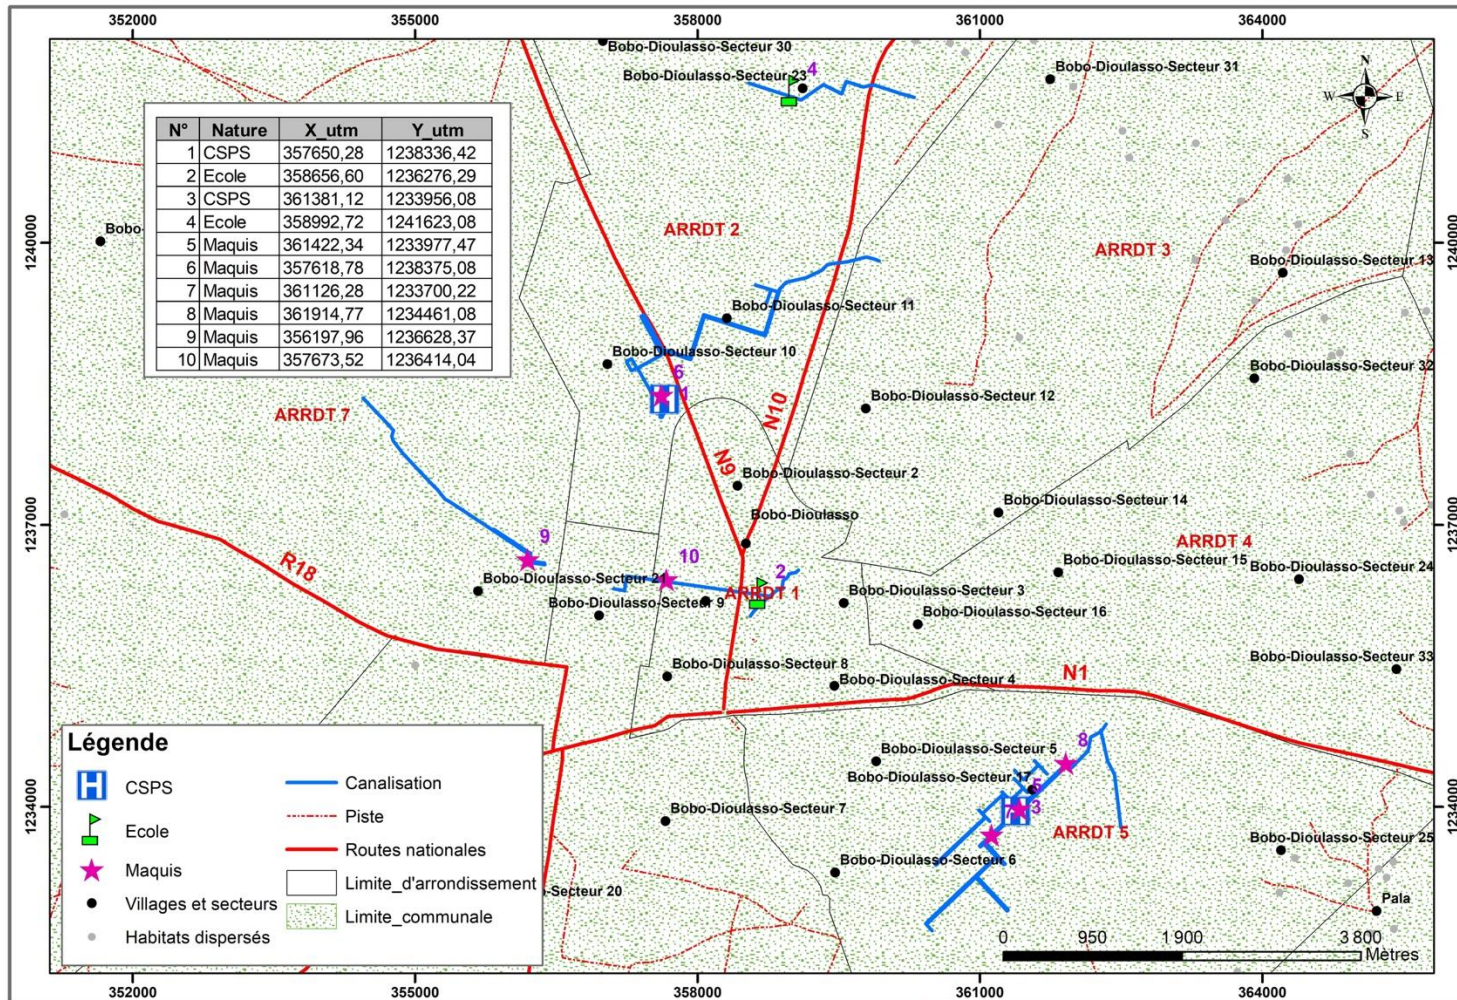 352000 355000 358000 361000 364000
Bobo-Dioulasso-Secteur 30
Bobo-Dioulasso-Secteur 23
4
Bobo-Dioulasso-Secteur 31
N
W E
S
N° Nature X_utm Y_utm
1 CSPS 357650,28 1238336,42
2 Ecole 358656,60 1236276,29
3 CSPS 361381,12 1233956,08
4 Ecole 358992,72 1241623,08
5 Maquis 361422,34 1233977,47
6 Maquis 357618,78 1238375,08
7 Maquis 361126,28 1233700,22
8 Maquis 361914,77 1234461,08
9 Maquis 356197,96 1236628,37
10 Maquis 357673,52 1236414,04
Bobo-
1240000
ARRDT 2
ARRDT 3
1240000
Bobo-Dioulasso-Secteur 13
Bobo-Dioulasso-Secteur 11
Bobo-Dioulasso-Secteur 10
Bobo-Dioulasso-Secteur 32
6
1
Bobo-Dioulasso-Secteur 12
ARRDT 7
N10
N9
Bobo-Dioulasso-Secteur 2
Bobo-Dioulasso-Secteur 14
Bobo-Dioulasso
1237000
1237000
9
ARRDT 4
10
Bobo-Dioulasso-Secteur 15
Bobo-Dioulasso-Secteur 24
R18
Bobo-Dioulasso-Secteur 21
2
ARRDT 1
Bobo-Dioulasso-Secteur 9
Bobo-Dioulasso-Secteur 3
Bobo-Dioulasso-Secteur 16
Bobo-Dioulasso-Secteur 8
Bobo-Dioulasso-Secteur 4
N1
Bobo-Dioulasso-Secteur 33
8
Bobo-Dioulasso-Secteur 5
Bobo-Dioulasso-Secteur 17
5
7
3
1234000
Bobo-Dioulasso-Secteur 7
ARRDT 5
1234000
Bobo-Dioulasso-Secteur 25
Bobo-Dioulasso-Secteur 6
-Secteur 20
Pala
Légende
CSPS
Ecole
Maquis
Villages et secteurs
Habitats dispersés
Canalisation
Piste
Routes nationales
Limite_d'arrondissement
Limite_communale
0 950 1 900 3 800
Mètres
352000 355000 358000 361000 364000